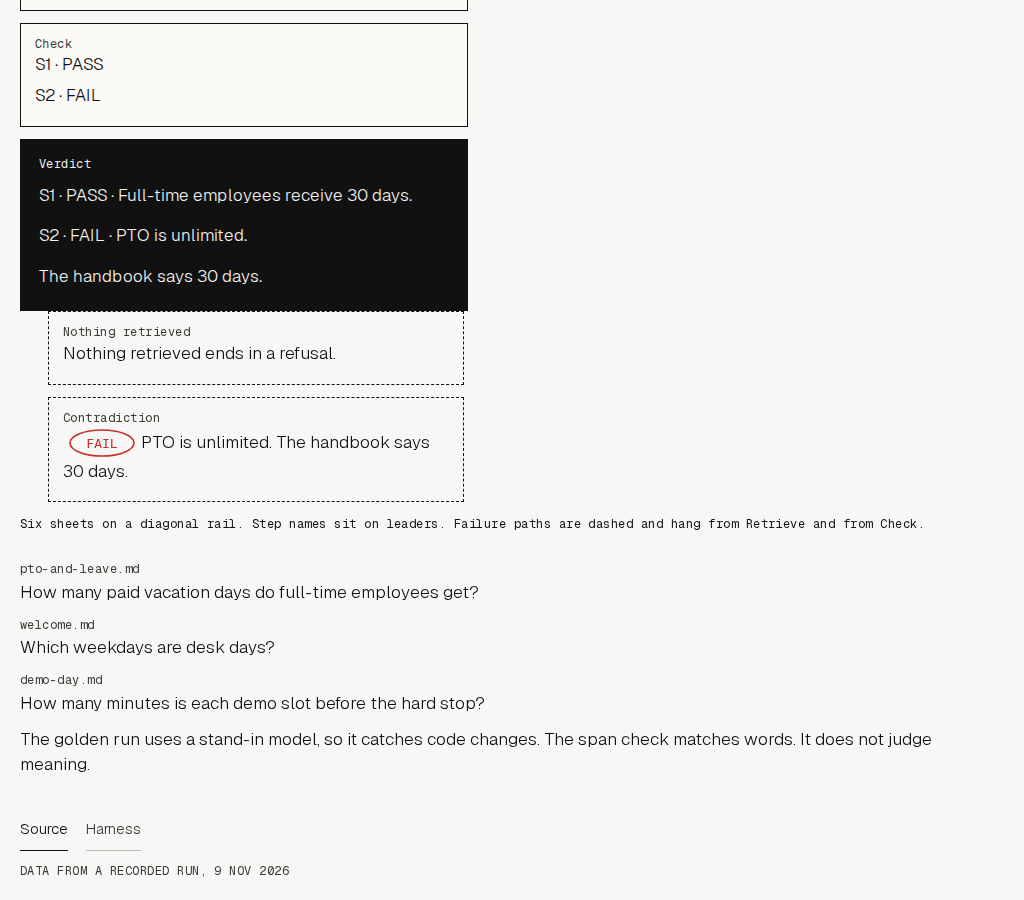 Check
S1 · PASS
S2 · FAIL
Verdict
S1 · PASS · Full-time employees receive 30 days.
S2 · FAIL · PTO is unlimited.
The handbook says 30 days.
Nothing retrieved
Nothing retrieved ends in a refusal.
Contradiction
FAIL PTO is unlimited. The handbook says
30 days.
Six sheets on a diagonal rail. Step names sit on leaders. Failure paths are dashed and hang from Retrieve and from Check.
pto-and-leave.md
How many paid vacation days do full-time employees get?
welcome.md
Which weekdays are desk days?
demo-day.md
How many minutes is each demo slot before the hard stop?
The golden run uses a stand-in model, so it catches code changes. The span check matches words. It does not judge
meaning.
Source Harness
DATA FROM A RECORDED RUN, 9 NOV 2026